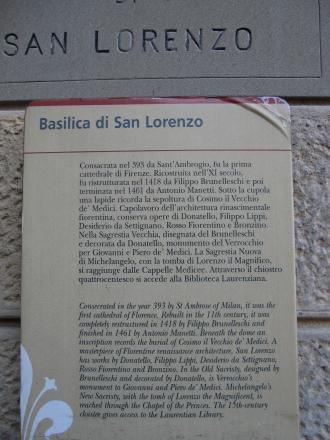 SAN LORENZO
Basilica di San Lorenzo
Consacrata nel 393 da Sant'Ambrogio, fu la prima
cattedrale di Firenze. Ricostruita nell'XI secolo,
fu ristrutturata nel 1418 da Filippo Brunelleschi e poi
terminata nel 1461 da Antonio Manetti. Sotto la cupola
una lapide ricorda la sepoltura di Cosimo il Vecchio
de' Medici. Capolavoro dell'architettura rinascimentale
fiorentina, conserva opere di Donatello, Filippo Lippi,
Desiderio da Settignano, Rosso Fiorentino e Bronzino.
Nella Sagrestia Vecchia, disegnata del Brunelleschi
e decorata da Donatello, monumento del Verrocchio
per Giovanni e Piero de' Medici. La Sagrestia Nuova
di Michelangelo, con la tomba di Lorenzo il Magnifico,
si raggiunge dalle Cappelle Medicee. Attraverso il chiostro
quattrocentesco si accede alla Biblioteca Laurenziana.
Consecrated in the year 393 by St Ambrose of Milan, it was the
first cathedral of Florence. Rebuilt in the 11th century, it was
completely restructured in 1418 by Filippo Brunelleschi and
finished in 1461 by Antonio Manetti. Beneath the dome an
inscription records the burial of Cosimo il Vecchio de' Medici. A
masterpiece of Florentine renaissance architecture, San Lorenzo
has works by Donatello, Filippo Lippi, Desiderio da Settignano,
Rosso Fiorentino and Bronzino. In the Old Sacristy, designed by
Brunelleschi and decorated by Donatello, is Verrocchio's
monument to Giovanni and Piero de' Medici. Michelangelo's
New Sacristy, with the tomb of Lorenzo the Magnificent, is
reached through the Chapel of the Princes. The 15th-century
cloister gives access to the Laurentian Library.